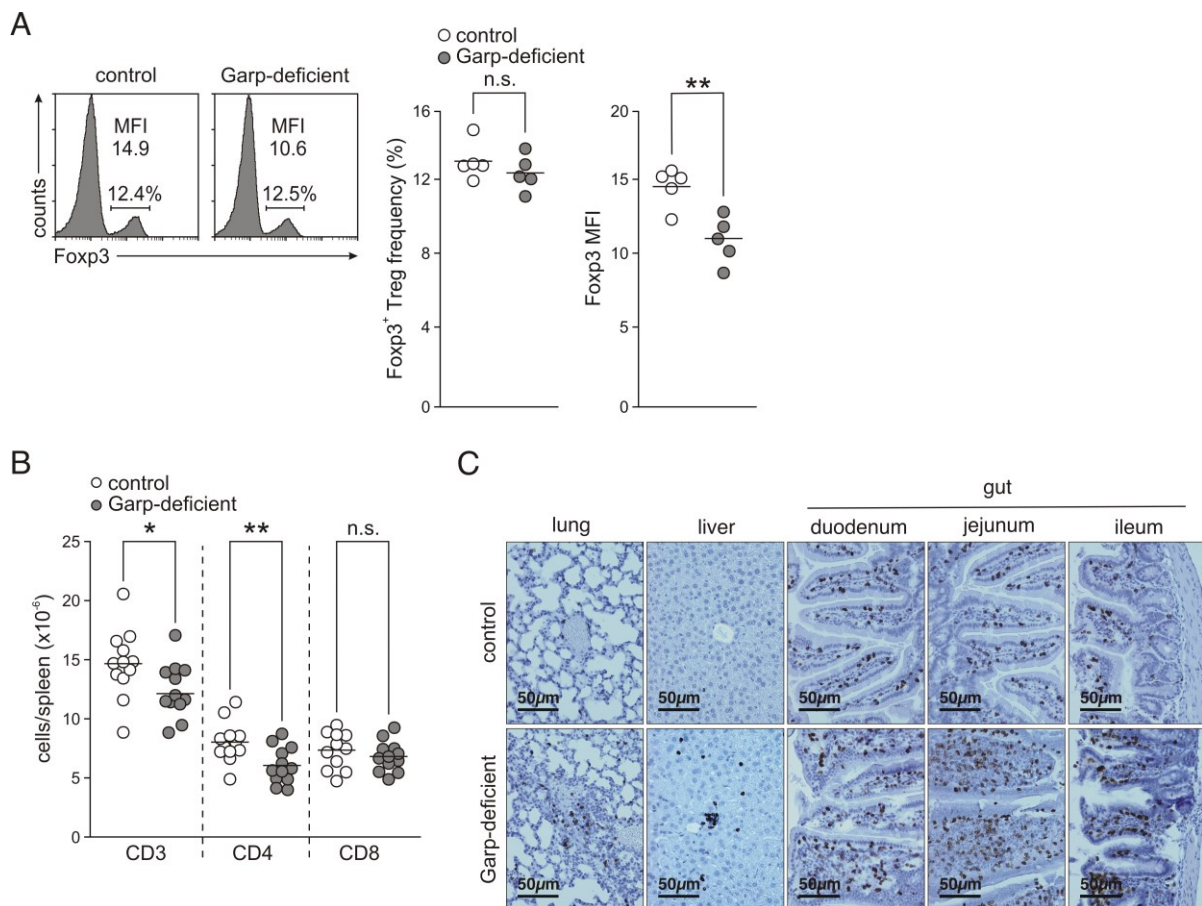 A
control
Garp-deficient
MFI
14.9
12.4%
MFI
10.6
12.5%
counts
Foxp3
control
Garp-deficient
n.s.
Foxp3+ Treg frequency (%)
16
12
8
4
0
**
Foxp3 MFI
20
15
10
5
0
B
control
Garp-deficient
* ** n.s.
cells/spleen (x10-6)
25
20
15
10
5
0
CD3 CD4 CD8
C
gut
lung liver duodenum jejunum ileum
control
50µm 50µm 50µm 50µm 50µm
Garp-deficient
50µm 50µm 50µm 50µm 50µm